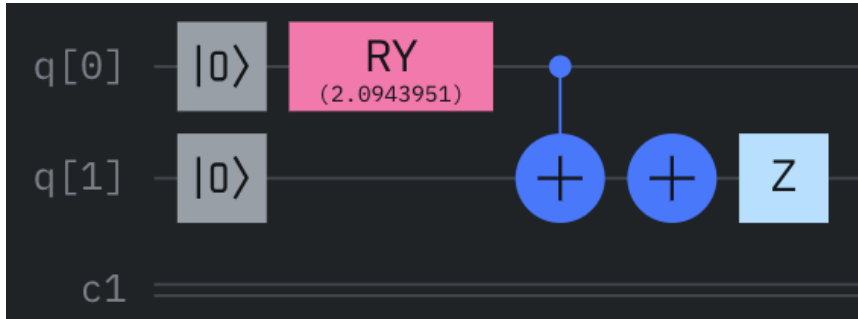 q[0] |0⟩ RY
(2.0943951)
q[1] |0⟩ + + Z
c1